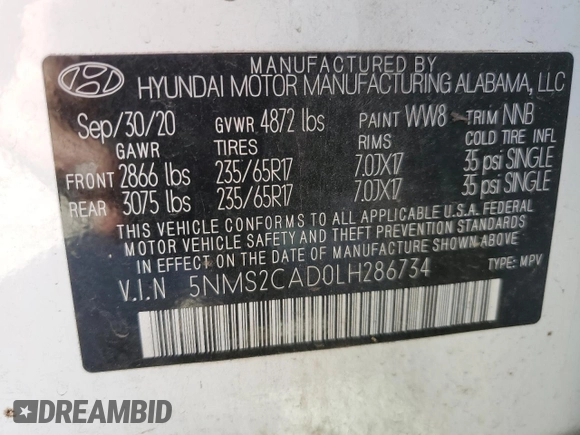 MANUFACTURED BY
HYUNDAI MOTOR MANUFACTURING ALABAMA, LLC
Sep/30/20 GVWR 4872 lbs PAINT WW8 TRIM NNB
GAWR TIRES RIMS COLD TIRE INFL
FRONT 2866 lbs 235/65R17 7.0JX17 35 psi SINGLE
REAR 3075 lbs 235/65R17 7.0JX17 35 psi SINGLE
THIS VEHICLE CONFORMS TO ALL APPLICABLE U.S.A. FEDERAL
MOTOR VEHICLE SAFETY AND THEFT PREVENTION STANDARDS
IN EFFECT ON THE DATE OF MANUFACTURE SHOWN ABOVE.
V.I.N 5NMS2CAD0LH286734 TYPE: MPV
DREAMBID